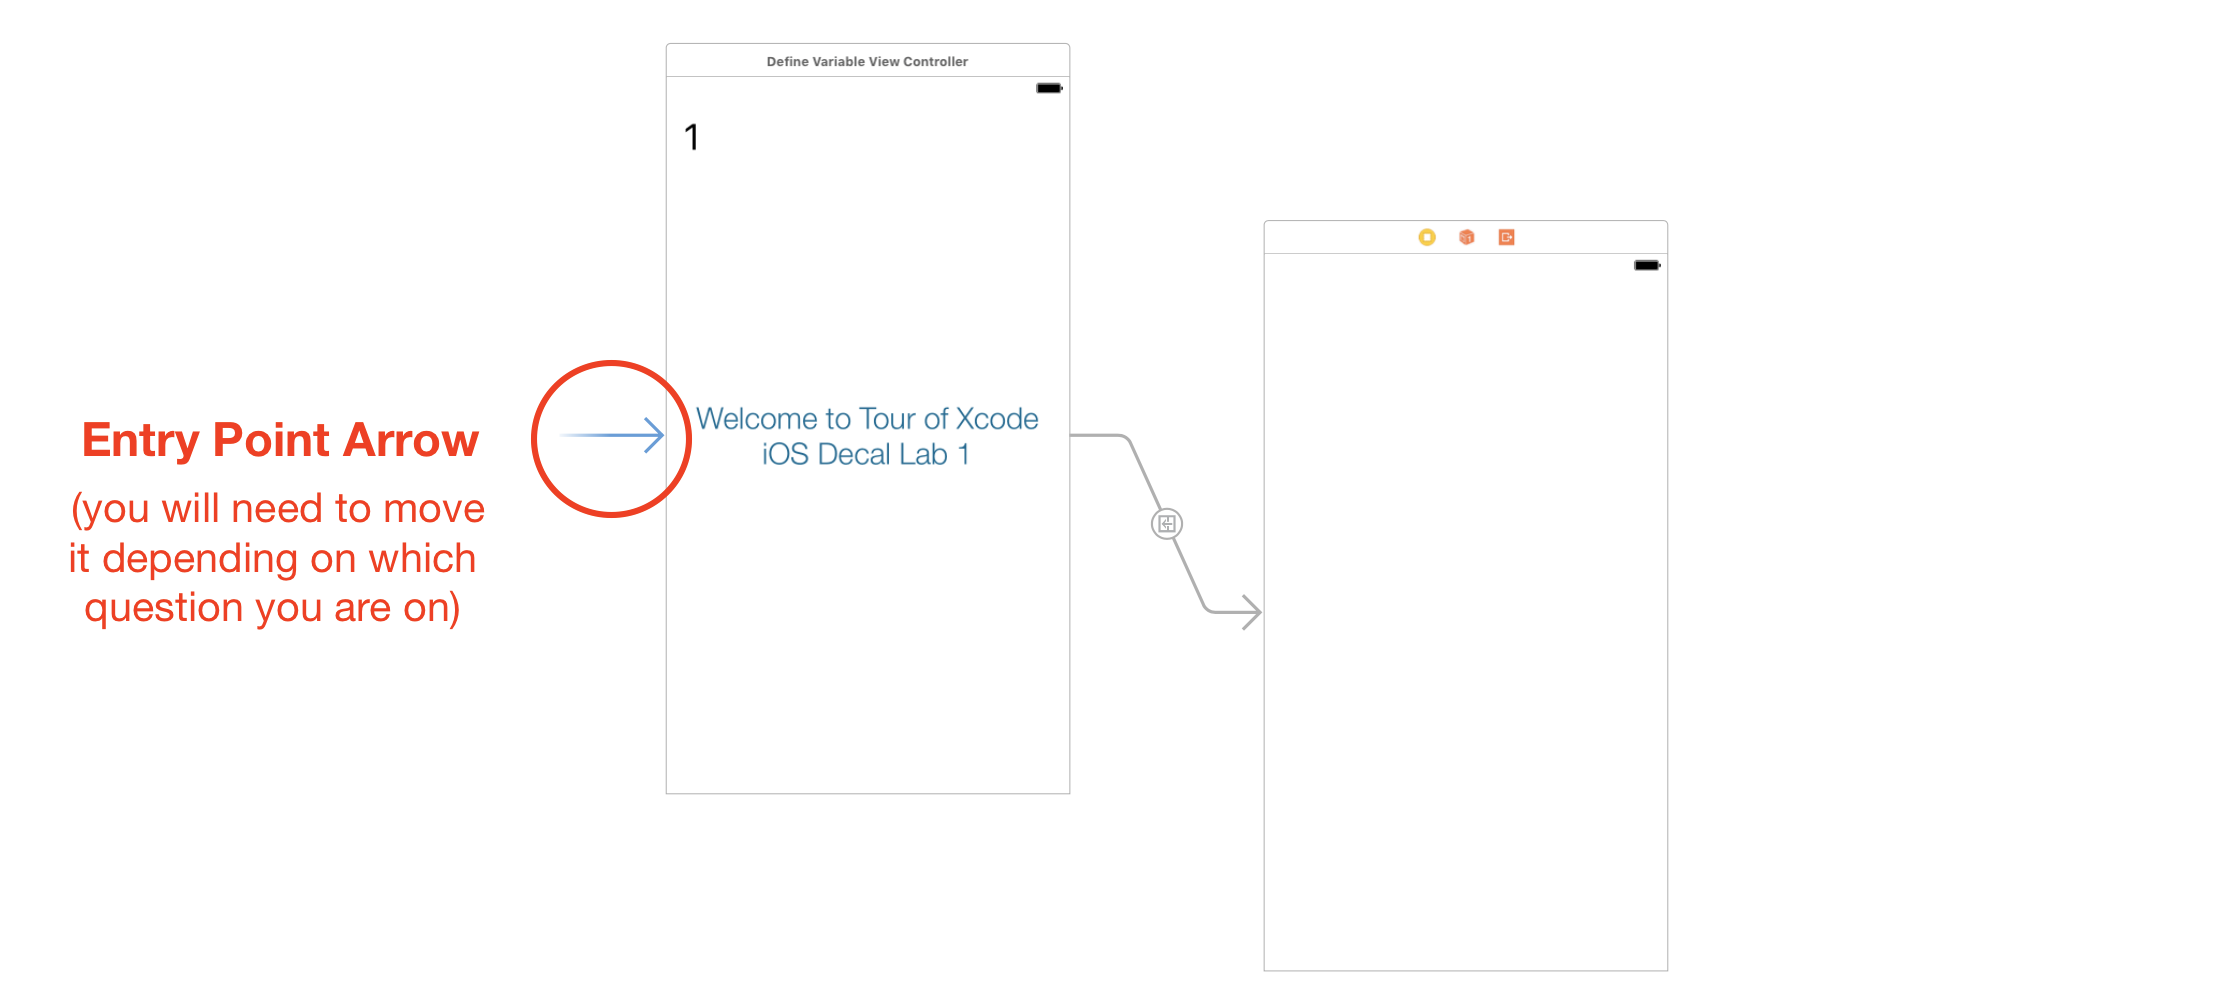 Define Variable View Controller
1
Welcome to Tour of Xcode
iOS Decal Lab 1
Entry Point Arrow
(you will need to move
it depending on which
question you are on)